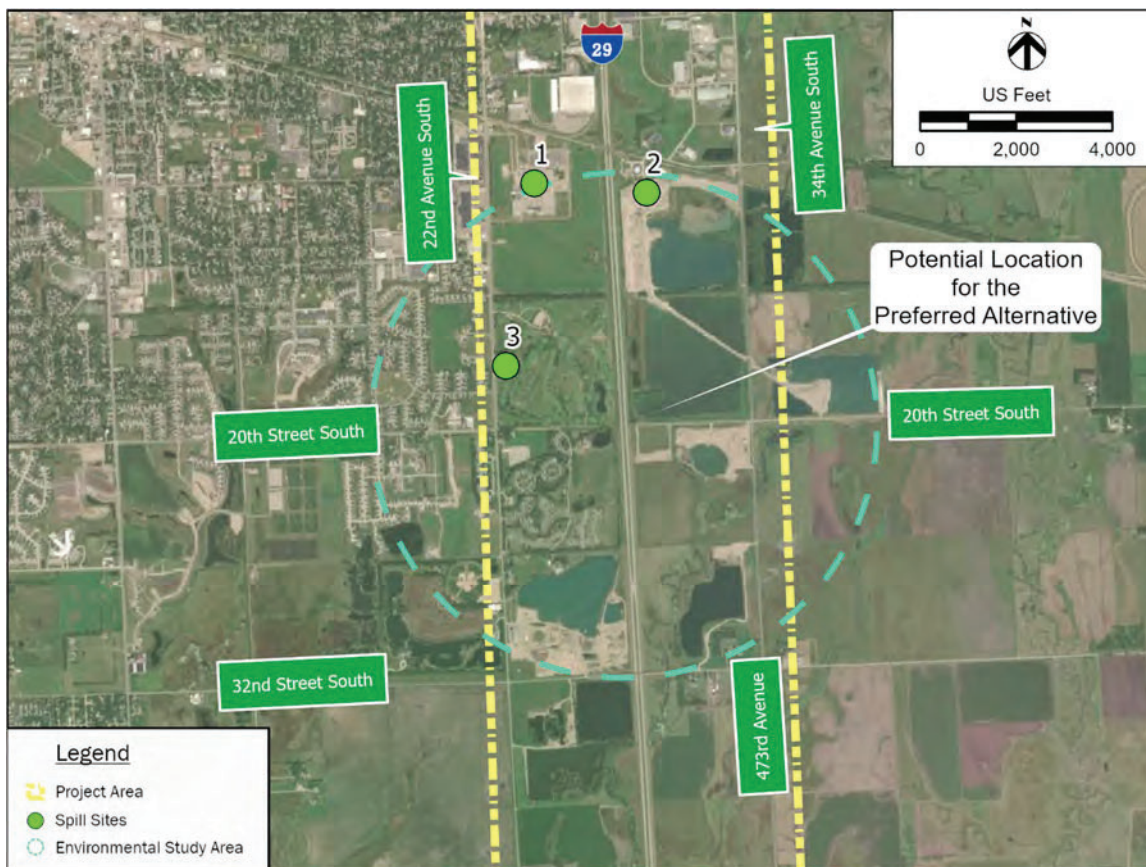 29
N
US Feet
0
2,000
4,000
22nd Avenue South
34th Avenue South
1
2
3
Potential Location
for the
Preferred Alternative
20th Street South
20th Street South
32nd Street South
473rd Avenue
Legend
Project Area
Spill Sites
Environmental Study Area